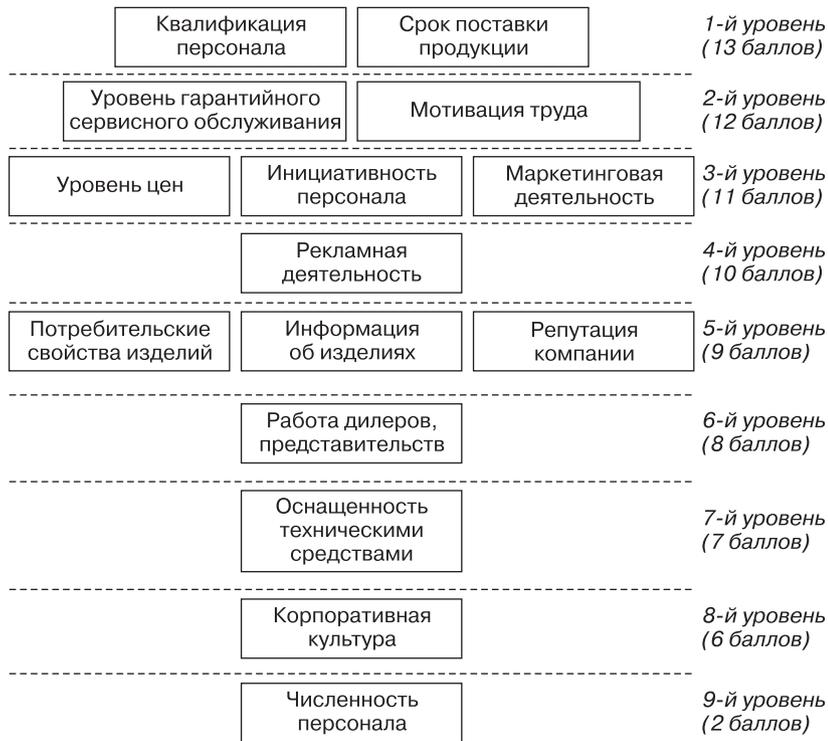 Квалификация
персонала
Срок поставки
продукции
1-й уровень
(13 баллов)
Уровень гарантийного
сервисного обслуживания
Мотивация труда
2-й уровень
(12 баллов)
Уровень цен
Инициативность
персонала
Маркетинговая
деятельность
3-й уровень
(11 баллов)
Рекламная
деятельность
4-й уровень
(10 баллов)
Потребительские
свойства изделий
Информация
об изделиях
Репутация
компании
5-й уровень
(9 баллов)
Работа дилеров,
представительств
6-й уровень
(8 баллов)
Оснащенность
техническими
средствами
7-й уровень
(7 баллов)
Корпоративная
культура
8-й уровень
(6 баллов)
Численность
персонала
9-й уровень
(2 баллов)